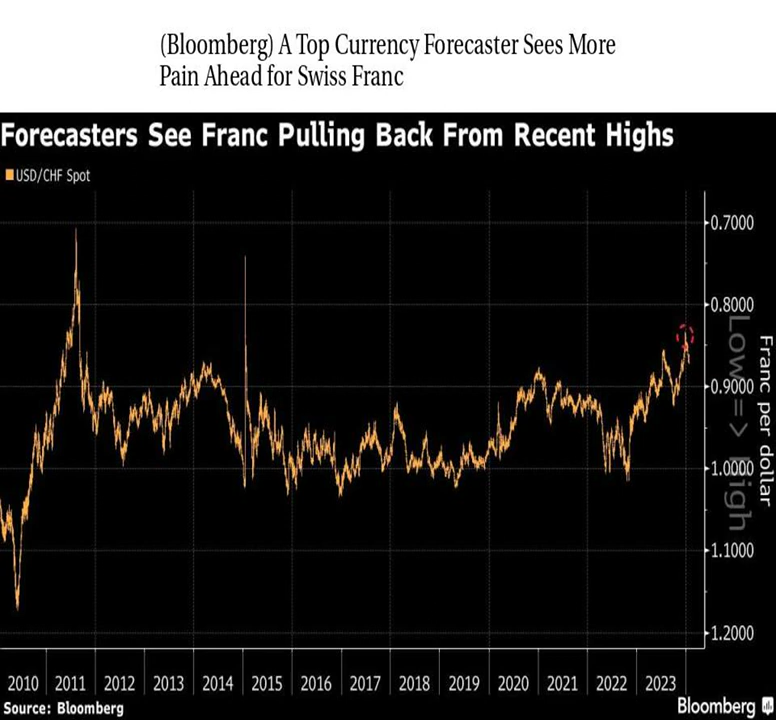 (Bloomberg) A Top Currency Forecaster Sees More
Pain Ahead for Swiss Franc
Forecasters See Franc Pulling Back From Recent Highs
USD/CHF Spot
0.7000
0.8000
0.9000
1.0000
1.1000
1.2000
Low => High
Franc per dollar
2010 2011 2012 2013 2014 2015 2016 2017 2018 2019 2020 2021 2022 2023
Source: Bloomberg
Bloomberg